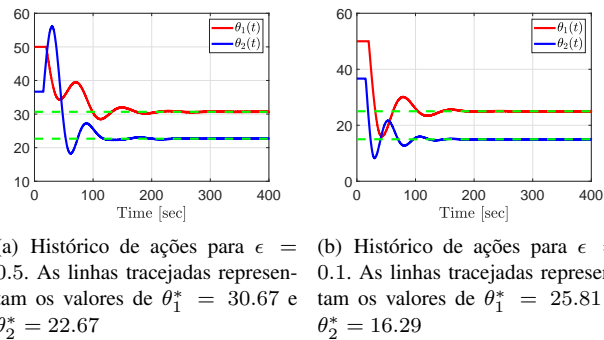 60
50
40
30
20
10
0
100
200
300
400
Time [sec]
θ₁(t)
θ₂(t)
60
40
20
0
0
100
200
300
400
Time [sec]
θ₁(t)
θ₂(t)
(a) Histórico de ações para ϵ =
0.5. As linhas tracejadas represen-
tam os valores de θ₁* = 30.67 e
θ₂* = 22.67
(b) Histórico de ações para ϵ =
0.1. As linhas tracejadas represen
tam os valores de θ₁* = 25.81
θ₂* = 16.29